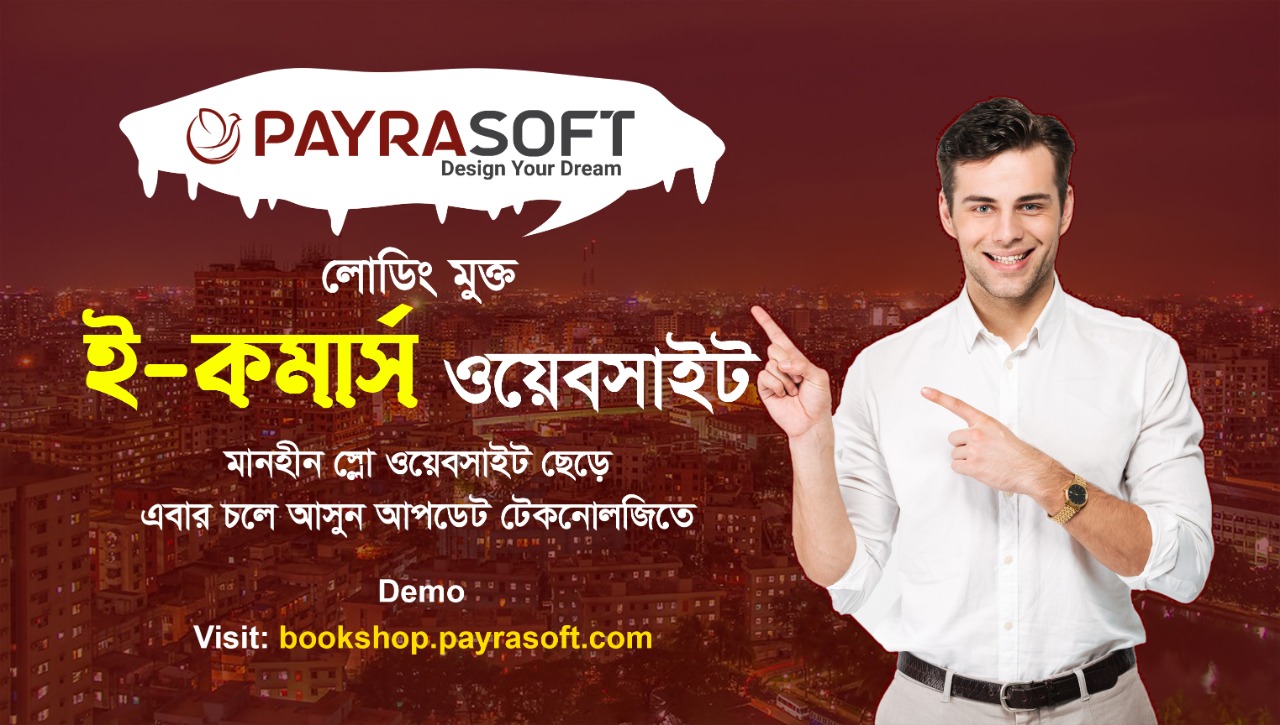 PAYRASOFT
Design Your Dream
লোডিং মুক্ত
ই-কমার্স ওয়েবসাইট
মানহীন স্লো ওয়েবসাইট ছেড়ে
এবার চলে আসুন আপডেট টেকনোলজিতে
Demo
Visit: bookshop.payrasoft.com